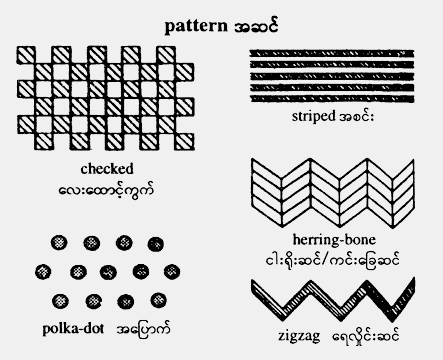 pattern အဆင်
checked
လေးထောင့်ကွက်
polka-dot အပြောက်
striped အစင်း
herring-bone
ငါးရိုးဆင်/ကင်းခြေဆင်
zigzag ရေလှိုင်းဆင်